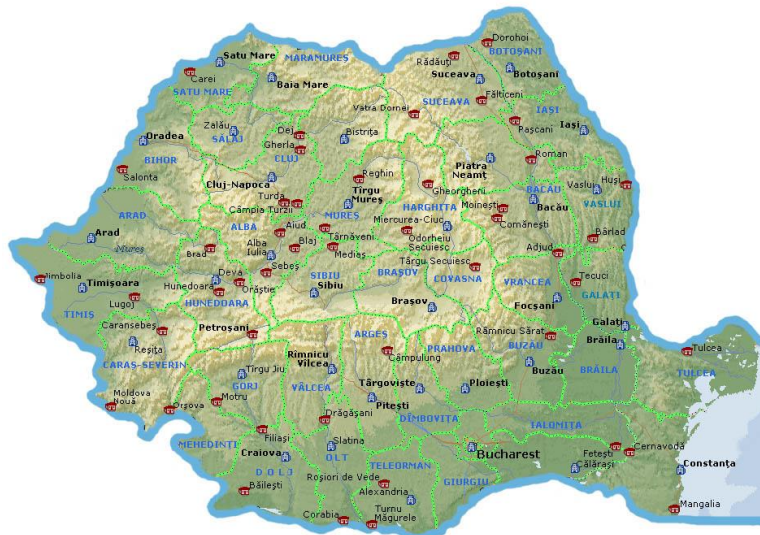 Dorohoi
BOTOȘANI
Satu Mare
MARAMUREȘ
Rădăuți
Suceava
Botoșani
Carei
Baia Mare
SATU MARE
SUCEAVA
Fălticeni
Vatra Dornei
IAȘI
Pașcani
Zalău
SĂLAJ
Dej
Bistrița
Iași
Oradea
Gherla
CLUJ
BIHOR
Piatra
Neamț
Roman
Salonta
Cluj-Napoca
Reghin
Tîrgu
Mureș
Gheorgheni
BACĂU
Vaslui
Huși
Turda
Câmpia Turzii
MUREȘ
HARGHITA
Moinești
Bacău
VASLUI
ARAD
ALBA
Miercurea-Ciuc
Comănești
Arad
Aiud
Târnăveni
Odorheiu
Secuiesc
Bârlad
Mureș
Brad
Alba
Iulia
Blaj
Mediaș
Târgu Secuiesc
Adjud
Jimbolia
Timișoara
Deva
Sebeș
SIBIU
BRAȘOV
COVASNA
VRANCEA
Tecuci
Hunedoara
Orăștie
Sibiu
Lugoj
HUNEDOARA
Brașov
Focșani
GALAȚI
TIMIȘ
Caransebeș
Petroșani
ARGEȘ
Râmnicu Sărat
Galați
Reșița
PRAHOVA
BUZĂU
Brăila
CARAS-SEVERIN
Câmpulung
Tulcea
Rîmnicu
Vîlcea
Buzău
BRĂILA
TULCEA
Tîrgu Jiu
GORJ
VÂLCEA
Târgoviște
Ploiești
Moldova
Nouă
Orșova
Motru
Pitești
Drăgășani
DÎMBOVIȚA
IALOMIȚA
MEHEDINȚI
Filiași
Slatina
Bucharest
Fetești
Cernavodă
Craiova
OLT
TELEORMAN
Călărași
Constanța
DOLJ
Roșiori de Vede
GIURGIU
Băilești
Alexandria
Corabia
Turnu
Măgurele
Mangalia